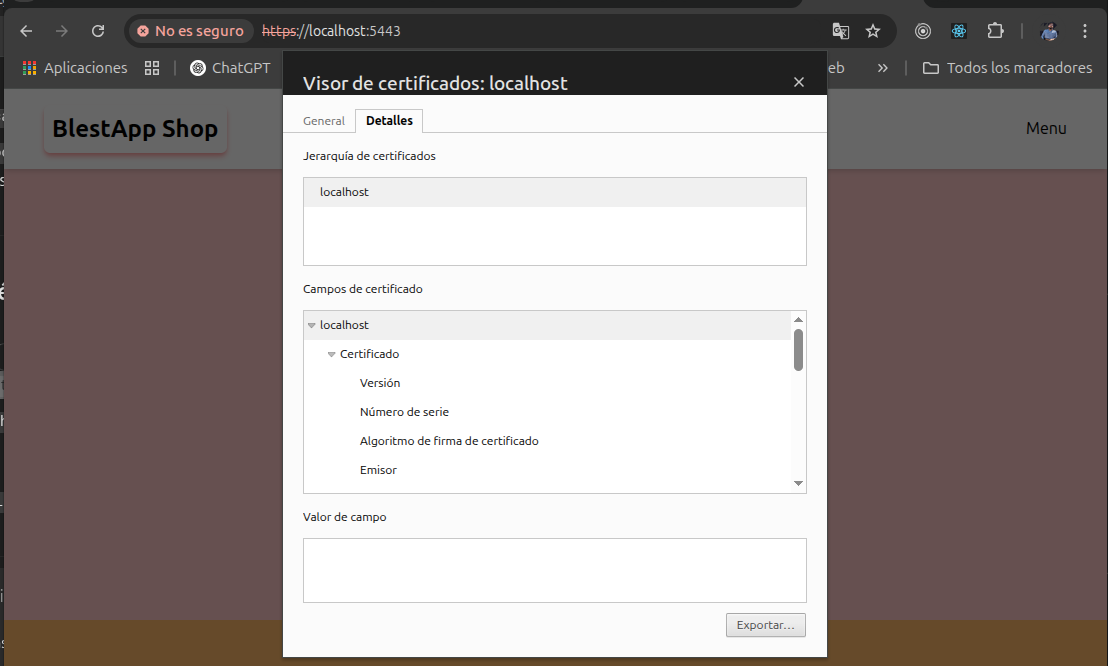 No es seguro https://localhost:5443
Aplicaciones ChatGPT eb » Todos los marcadores
Visor de certificados: localhost
BlestApp Shop Menu
General Detalles
Jerarquía de certificados
localhost
Campos de certificado
localhost
Certificado
Versión
Número de serie
Algoritmo de firma de certificado
Emisor
Valor de campo
Exportar...